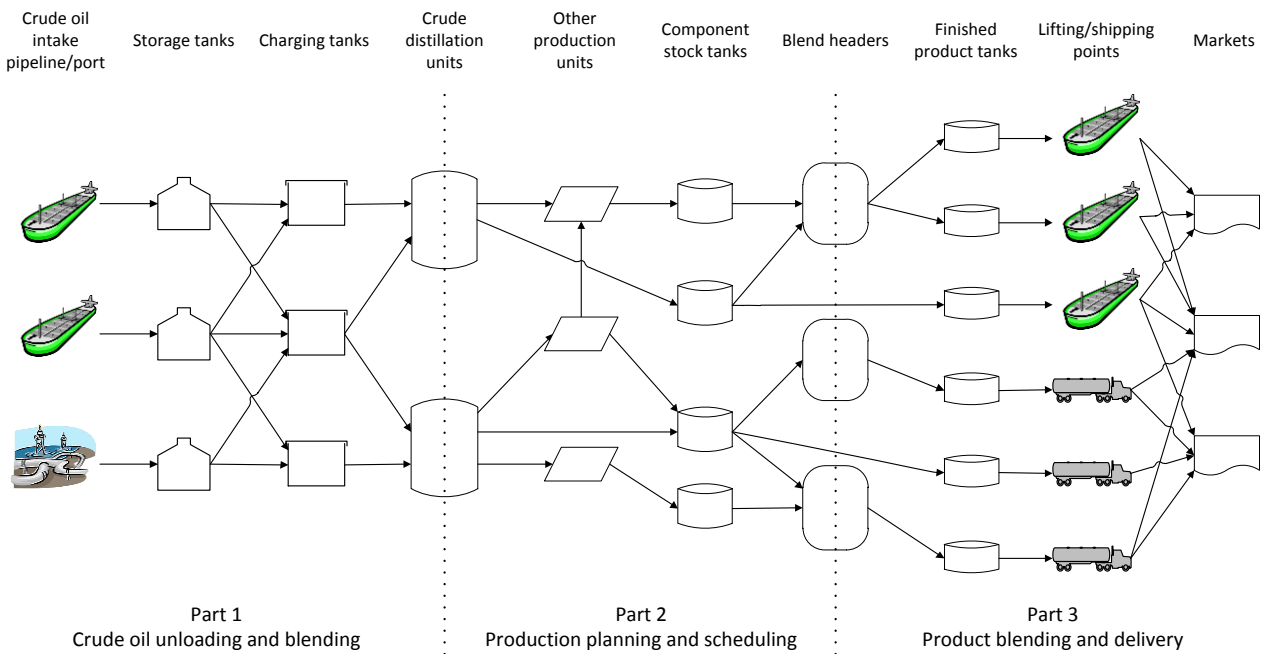 Crude oil
intake
pipeline/port
Storage tanks
Charging tanks
Crude
distillation
units
Other
production
units
Component
stock tanks
Blend headers
Finished
product tanks
Lifting/shipping
points
Markets
Part 1
Crude oil unloading and blending
Part 2
Production planning and scheduling
Part 3
Product blending and delivery